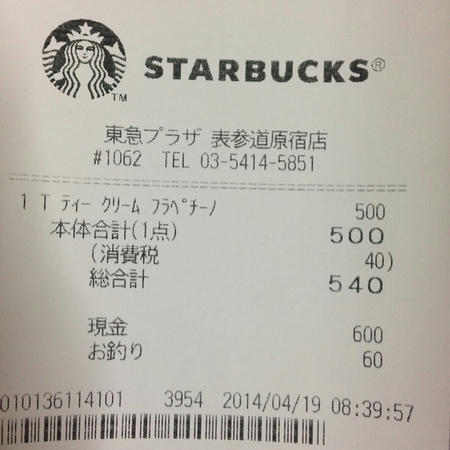 TM
STARBUCKS®
東急プラザ 表参道原宿店
#1062 TEL 03-5414-5851
1 T ティー クリーム フラペチーノ 500
本体合計(1点) 500
(消費税 40)
総合計 540
現金 600
お釣り 60
010136114101 3954 2014/04/19 08:39:57